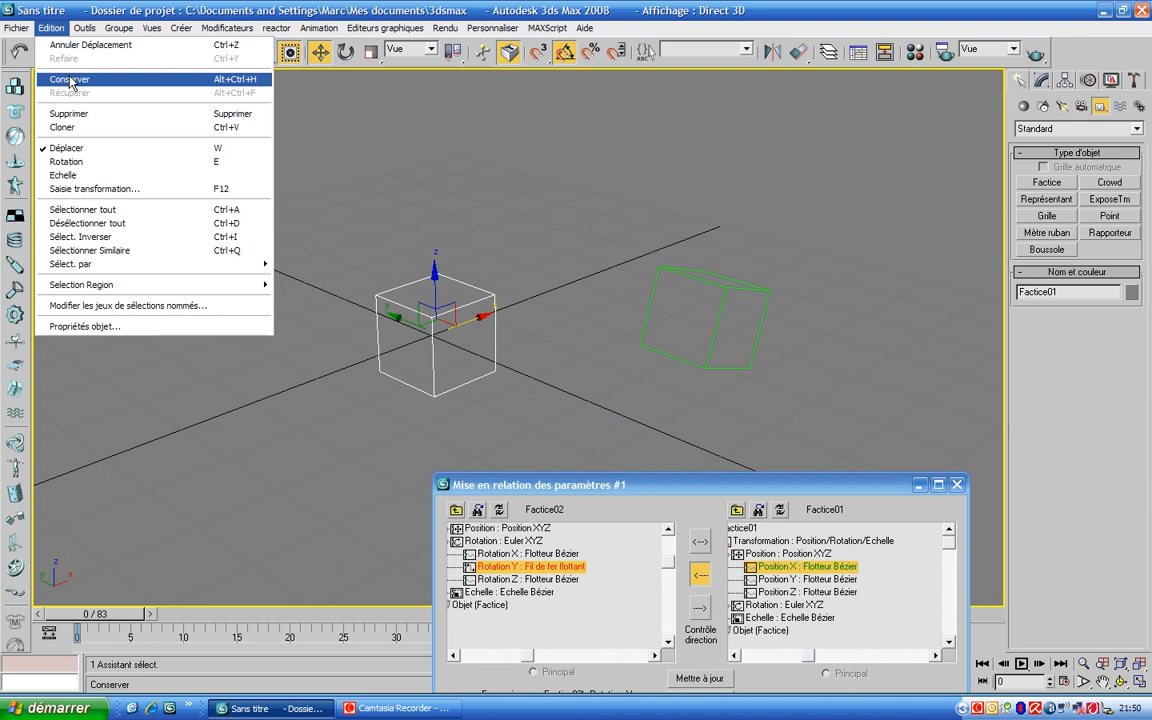 Sans titre - Dossier de projet : C:\Documents and Settings\Marc\Mes documents\3dsmax - Autodesk 3ds Max 2008 - Affichage : Direct 3D
Fichier Edition Outils Groupe Vues Créer Modificateurs reactor Animation Editeurs graphiques Rendu Personnaliser MAXScript Aide
Annuler Déplacement Ctrl+Z
Refaire Ctrl+Y
Conserver Alt+Ctrl+H
Récupérer Alt+Ctrl+F
Supprimer Supprimer
Cloner Ctrl+V
Déplacer W
Rotation E
Echelle
Saisie transformation... F12
Sélectionner tout Ctrl+A
Désélectionner tout Ctrl+D
Sélect. Inverser Ctrl+I
Sélectionner Similaire Ctrl+Q
Sélect. par
Selection Region
Modifier les jeux de sélections nommés...
Propriétés objet...
Vue
3
Vue
Standard
Type d'objet
Grille automatique
Factice Crowd
Représentant ExposeTm
Grille Point
Mètre ruban Rapporteur
Boussole
Nom et couleur
Factice01
z
z
x
Mise en relation des paramètres #1
Factice02 Factice01
Position : Position XYZ
Rotation : Euler XYZ
Rotation X : Flotteur Bézier
Rotation Y : Fil de fer flottant
Rotation Z : Flotteur Bézier
Echelle : Echelle Bézier
Objet (Factice)
Contrôle
direction
actice01
Transformation : Position/Rotation/Echelle
Position : Position XYZ
Position X : Flotteur Bézier
Position Y : Flotteur Bézier
Position Z : Flotteur Bézier
Rotation : Euler XYZ
Echelle : Echelle Bézier
Objet (Factice)
Principal Mettre à jour Principal
0 / 83
0 5 10 15 20 25 30
1 Assistant sélect.
Conserver
0
démarrer Sans titre - Dossie... Camtasia Recorder - ... 21:50